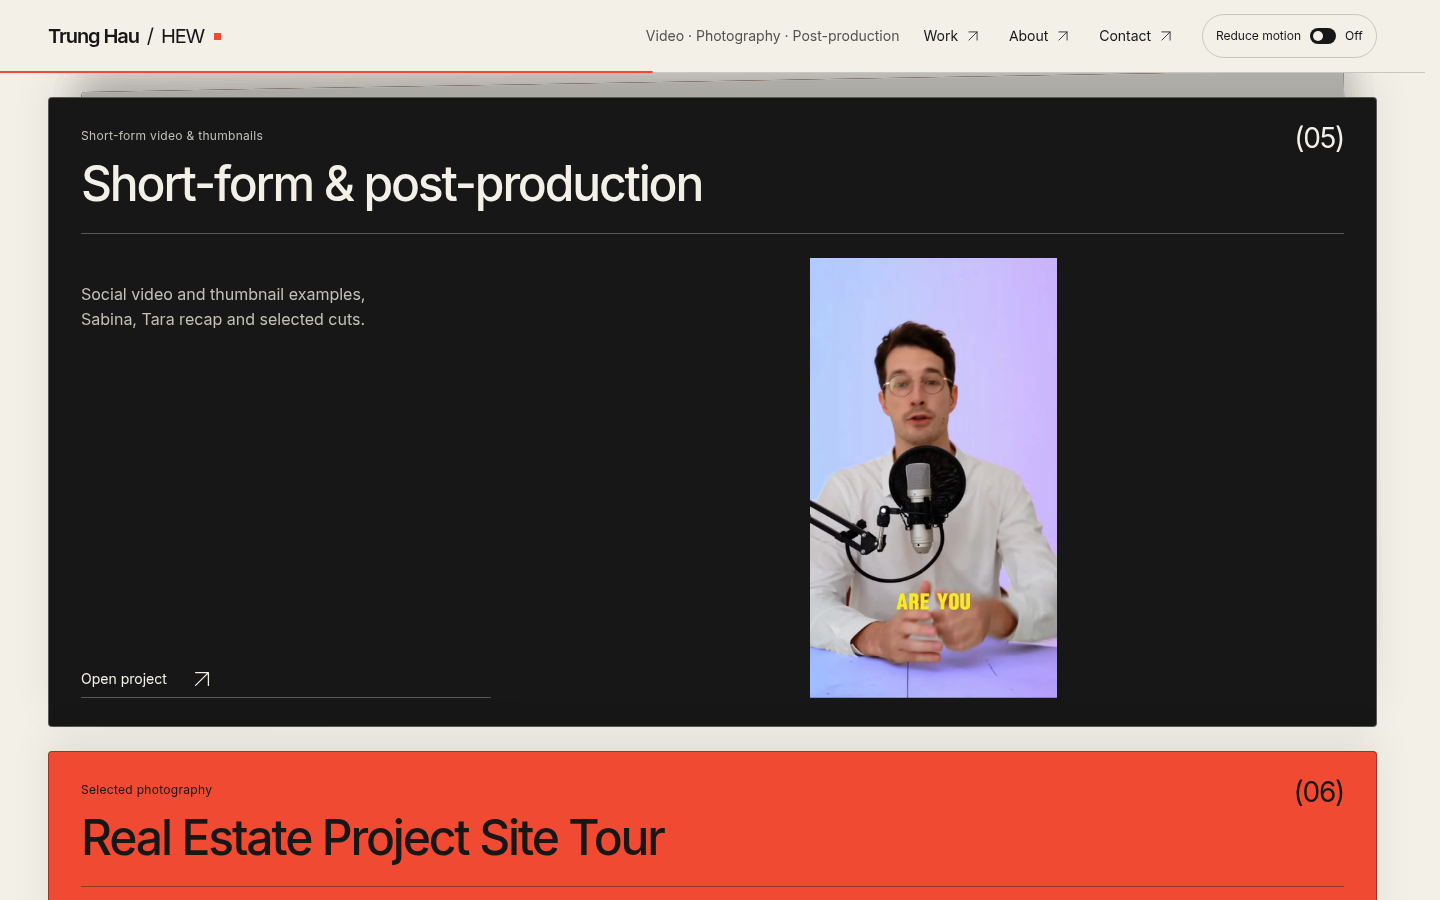 Trung Hau / HEW
Video · Photography · Post-production
Work
About
Contact
Reduce motion
Off
Short-form video & thumbnails
(05)
Short-form & post-production
Social video and thumbnail examples,
Sabina, Tara recap and selected cuts.
ARE YOU
Open project
Selected photography
(06)
Real Estate Project Site Tour